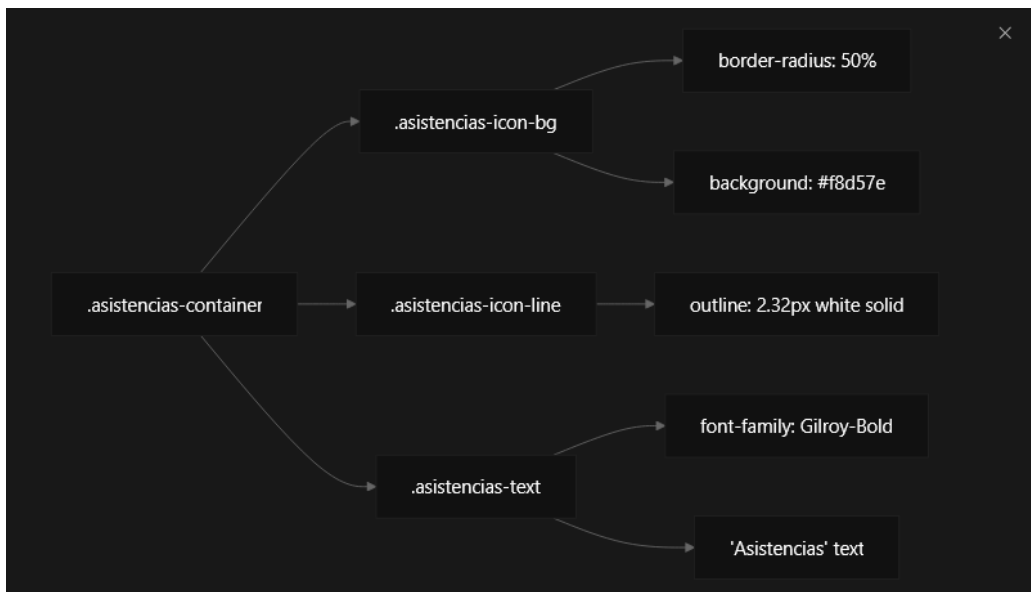 border-radius: 50%
.asistencias-icon-bg
background: #f8d57e
.asistencias-container
.asistencias-icon-line
outline: 2.32px white solid
font-family: Gilroy-Bold
.asistencias-text
'Asistencias' text